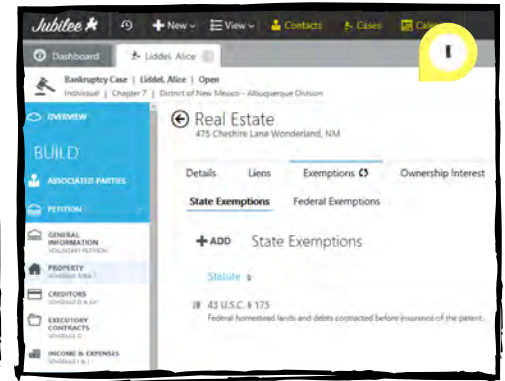 Jubilee New View Contacts Cases
Dashboard Liddel, Alice
Bankruptcy Case | Liddel, Alice | Open
Individual | Chapter 7 | District of New Mexico - Albuquerque Division
OVERVIEW
BUILD
ASSOCIATED PARTIES
PETITION
GENERAL
INFORMATION
VOLUNTARY PETITION
PROPERTY
CREDITORS
EXECUTORY
CONTRACTS
INCOME & EXPENSES
Real Estate
475 Cheshire Lane Wonderland, NM
Details Liens Exemptions Ownership Interest
State Exemptions Federal Exemptions
+ ADD State Exemptions
Statute
43 U.S.C. § 175
Federal homestead lands and debts contracted before insurance of the patent.